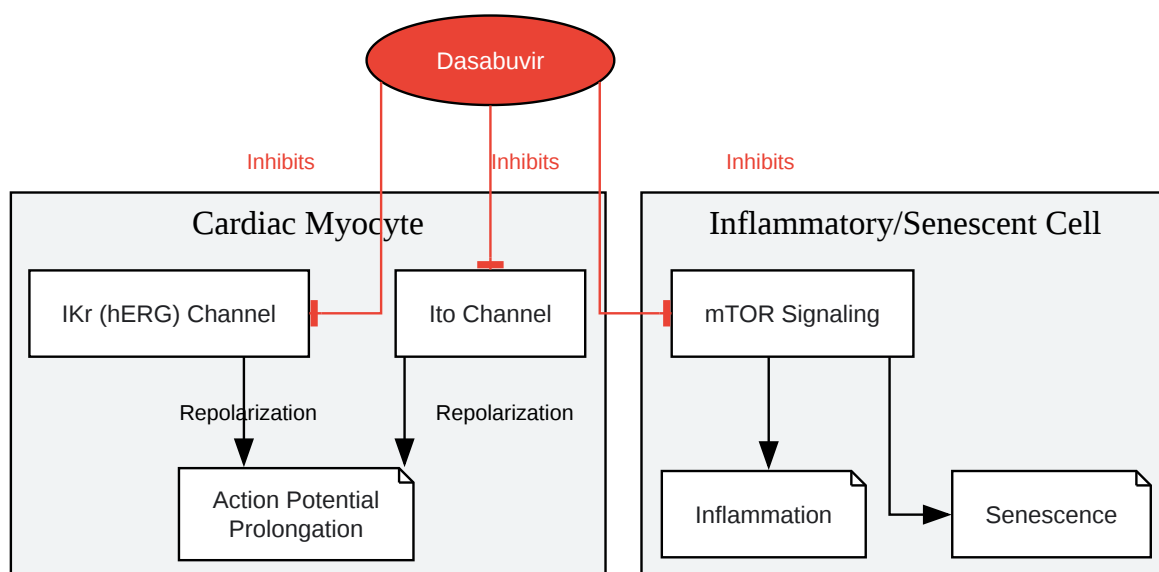 Dasabuvir
Inhibits
Inhibits
Inhibits
Cardiac Myocyte
Inflammatory/Senescent Cell
IKr (hERG) Channel
Ito Channel
mTOR Signaling
Repolarization
Repolarization
Action Potential
Prolongation
Inflammation
Senescence